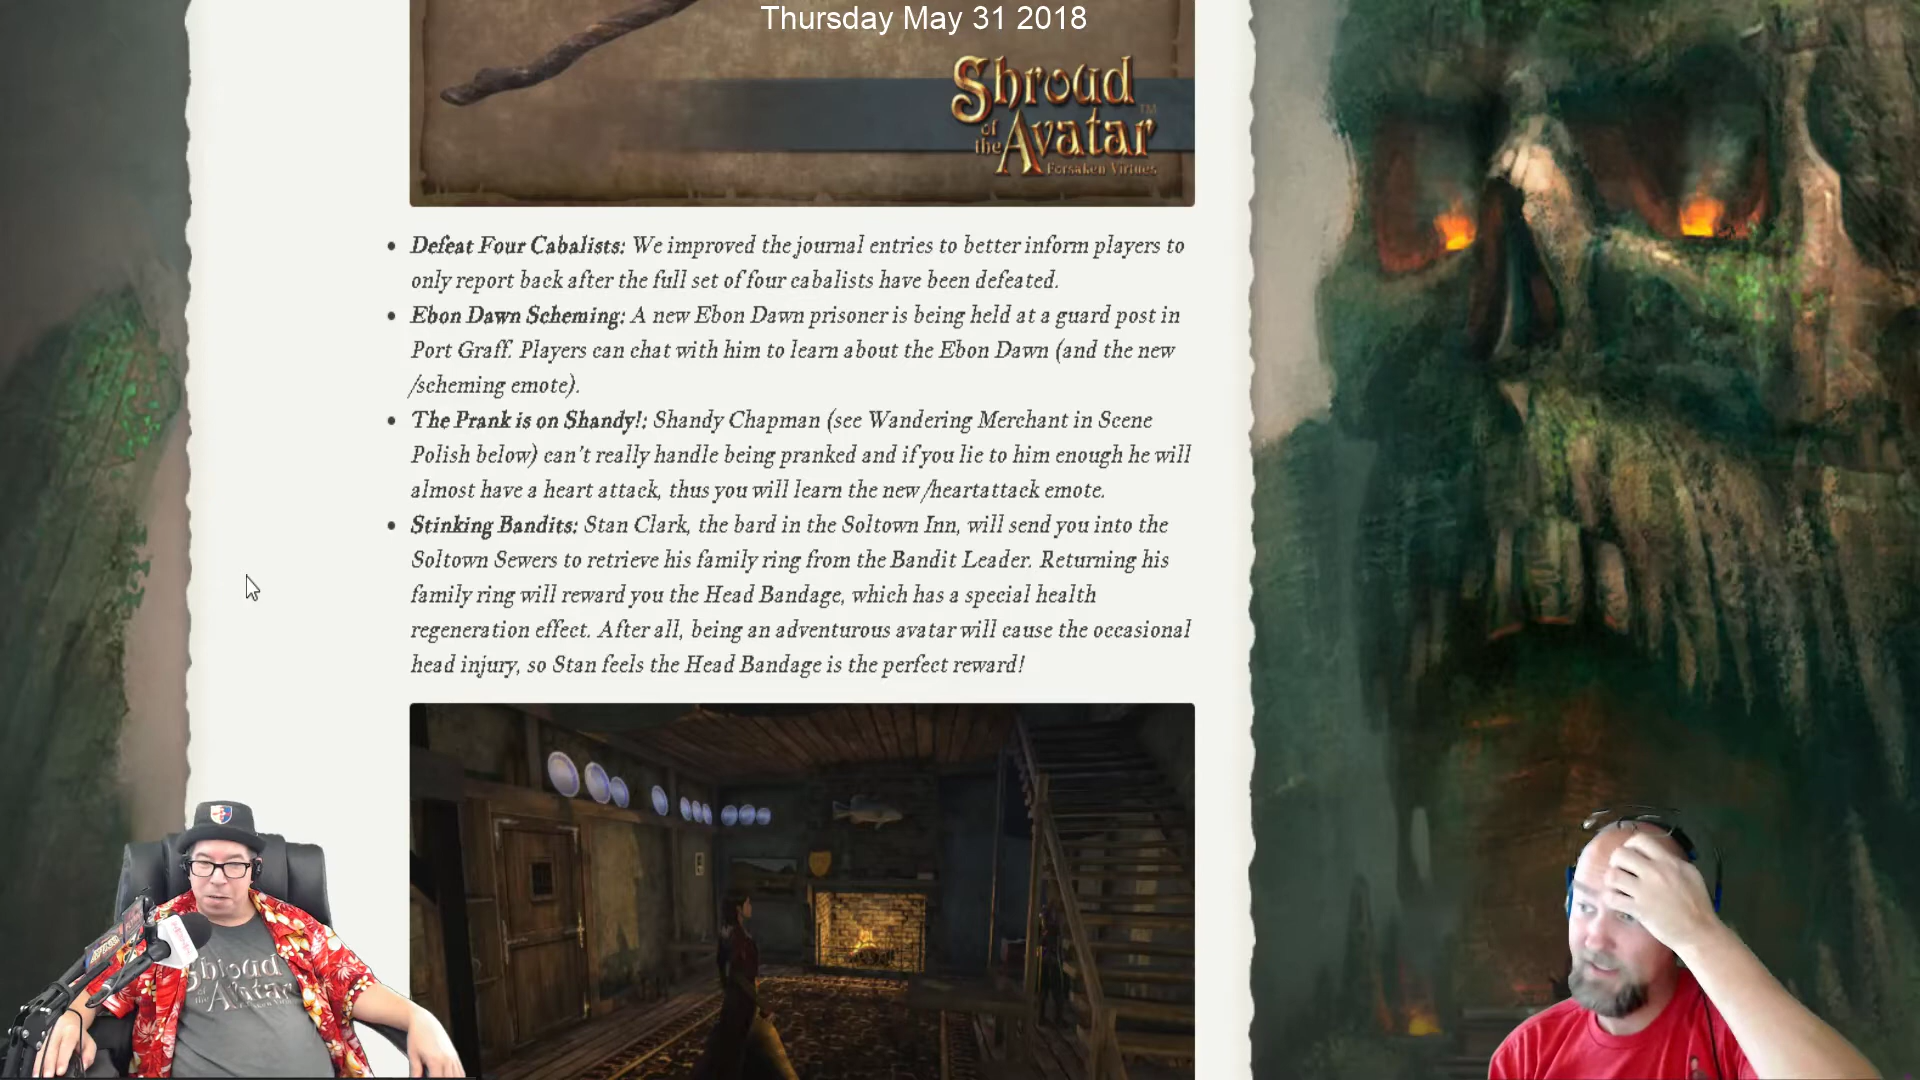 Thursday May 31 2018
Shroud
of
the Avatar™
Forsaken Virtues
• Defeat Four Cabalists: We improved the journal entries to better inform players to
only report back after the full set of four cabalists have been defeated.
• Ebon Dawn Scheming: A new Ebon Dawn prisoner is being held at a guard post in
Port Graff. Players can chat with him to learn about the Ebon Dawn (and the new
/scheming emote).
• The Prank is on Shandy!: Shandy Chapman (see Wandering Merchant in Scene
Polish below) can't really handle being pranked and if you lie to him enough he will
almost have a heart attack, thus you will learn the new /heartattack emote.
• Stinking Bandits: Stan Clark, the bard in the Soltown Inn, will send you into the
Soltown Sewers to retrieve his family ring from the Bandit Leader. Returning his
family ring will reward you the Head Bandage, which has a special health
regeneration effect. After all, being an adventurous avatar will cause the occasional
head injury, so Stan feels the Head Bandage is the perfect reward!
Shroud
of the Avatar